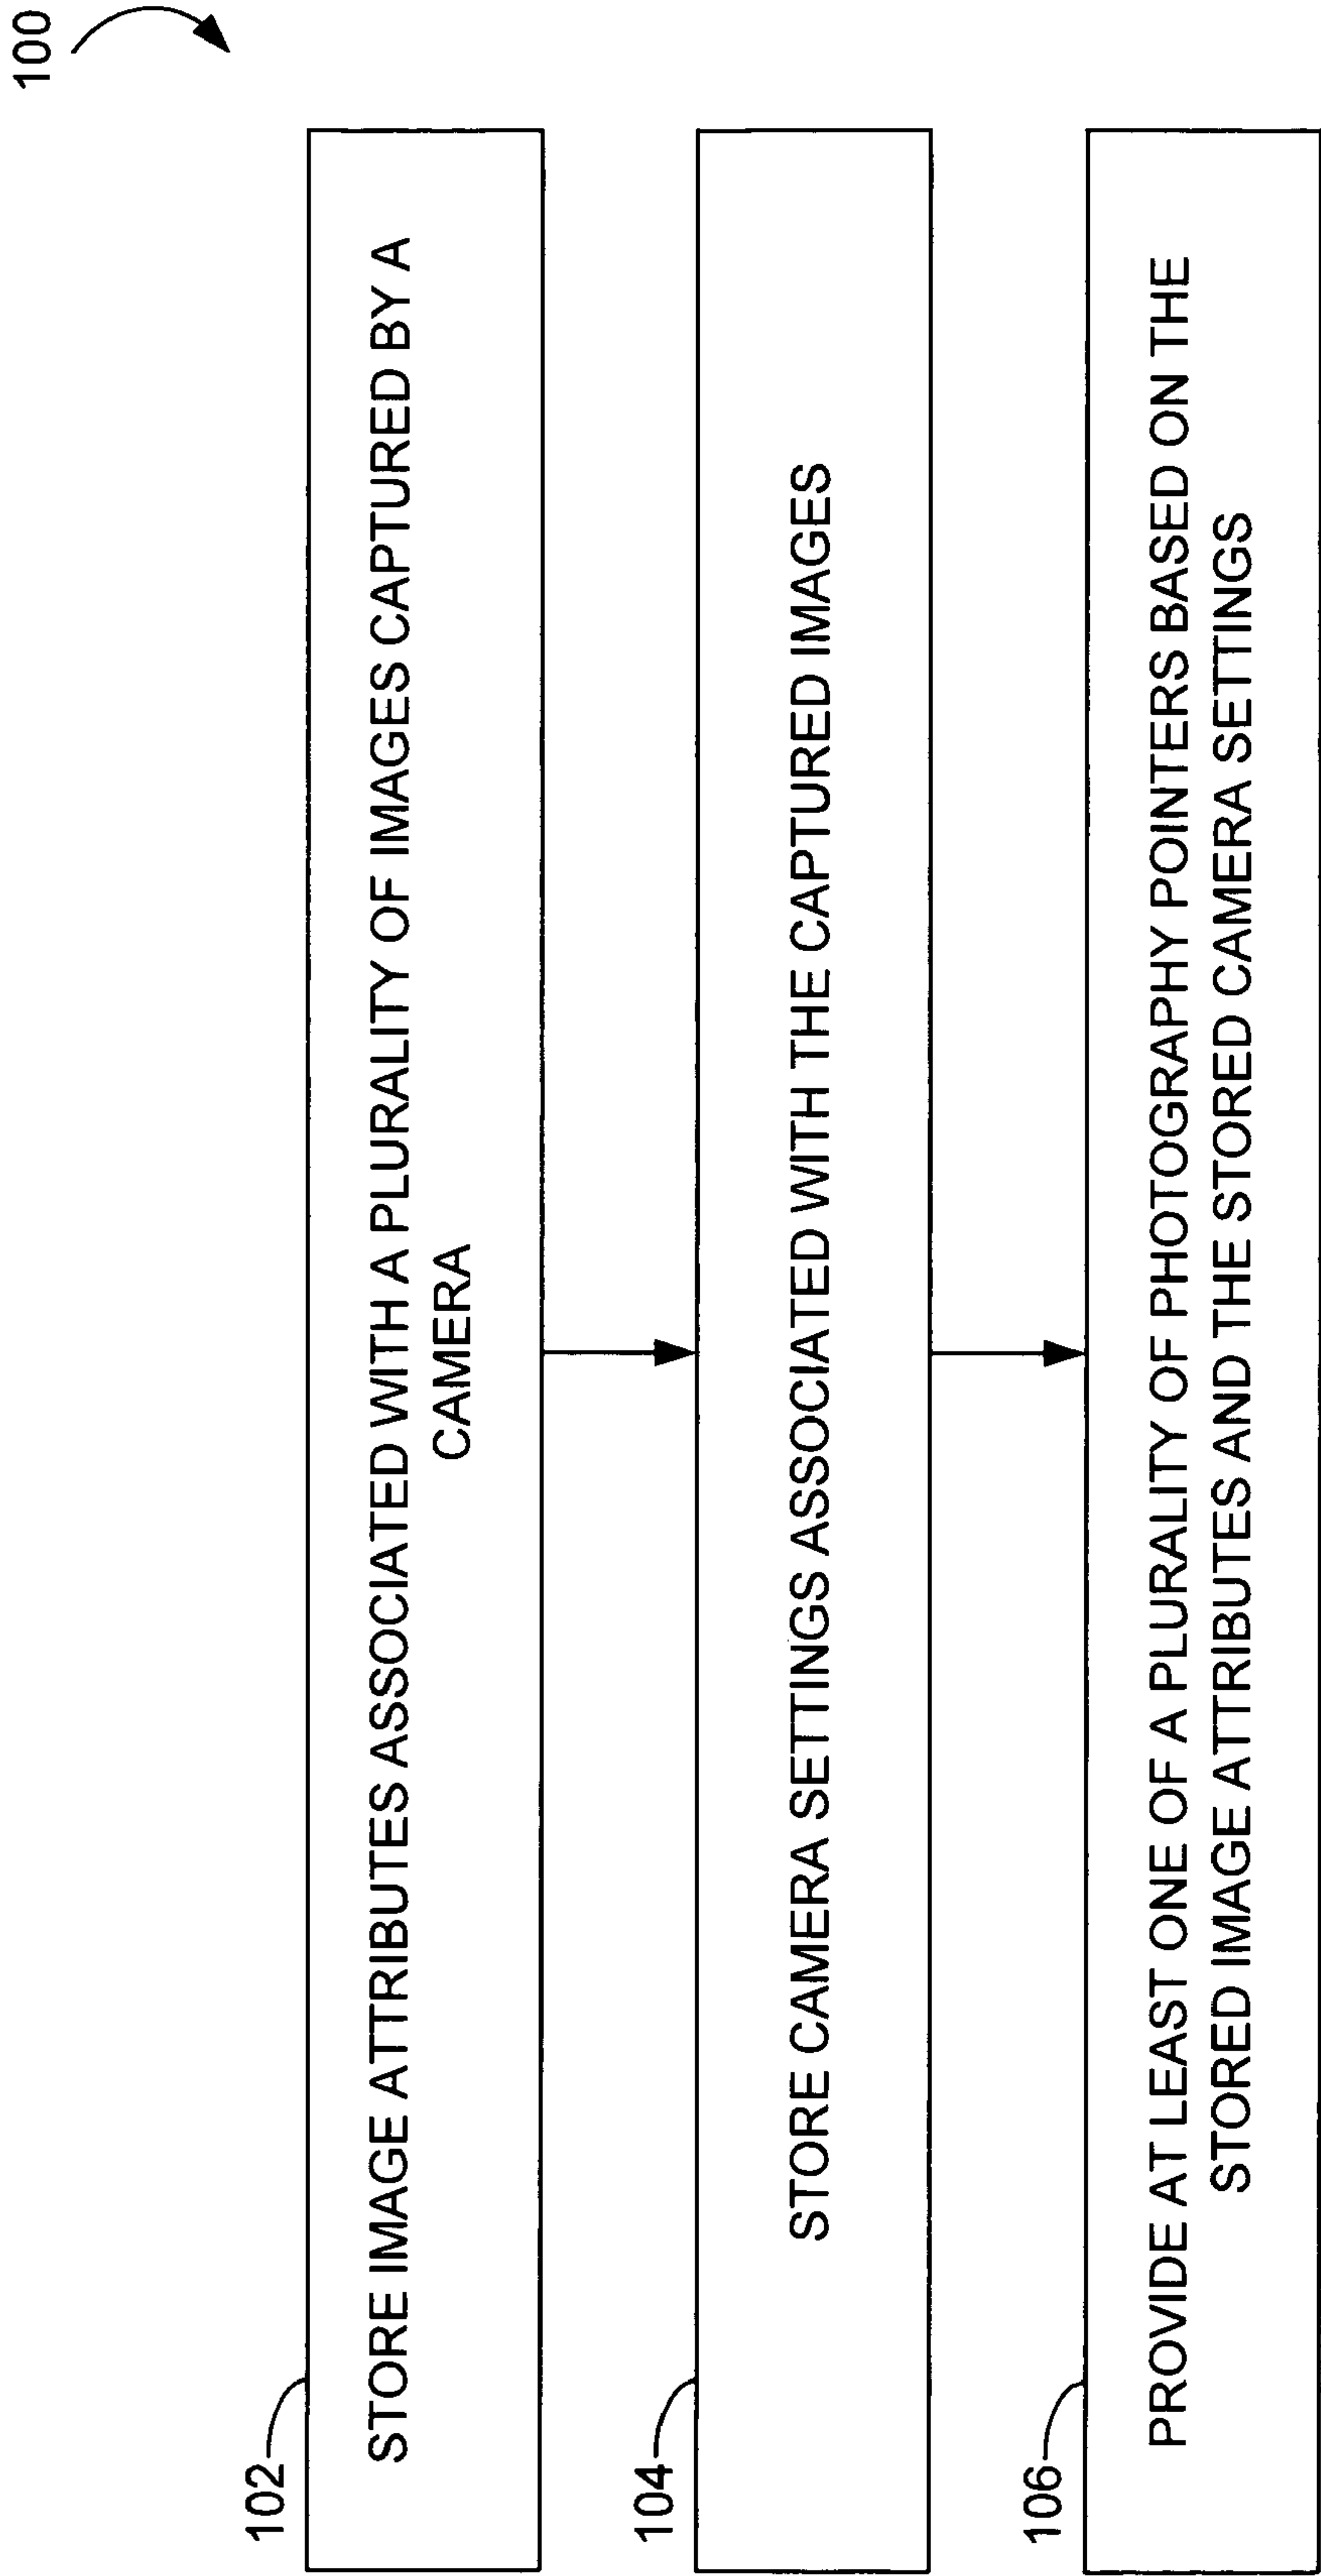 100
102
STORE IMAGE ATTRIBUTES ASSOCIATED WITH A PLURALITY OF IMAGES CAPTURED BY A
CAMERA
104
STORE CAMERA SETTINGS ASSOCIATED WITH THE CAPTURED IMAGES
106
PROVIDE AT LEAST ONE OF A PLURALITY OF PHOTOGRAPHY POINTERS BASED ON THE
STORED IMAGE ATTRIBUTES AND THE STORED CAMERA SETTINGS